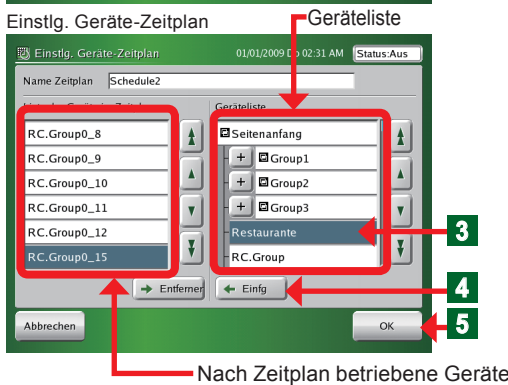 Einstlg. Geräte-Zeitplan
Geräteliste
Einstlg. Geräte-Zeitplan
01/01/2009 Do 02:31 AM
Status:Aus
Name Zeitplan
Schedule2
Geräteliste
RC.Group0_8
RC.Group0_9
RC.Group0_10
RC.Group0_11
RC.Group0_12
RC.Group0_15
Seitenanfang
+ Group1
+ Group2
+ Group3
Restaurante
RC.Group
3
Entferner
Einfg
4
Abbrechen
OK
5
Nach Zeitplan betriebene Geräte